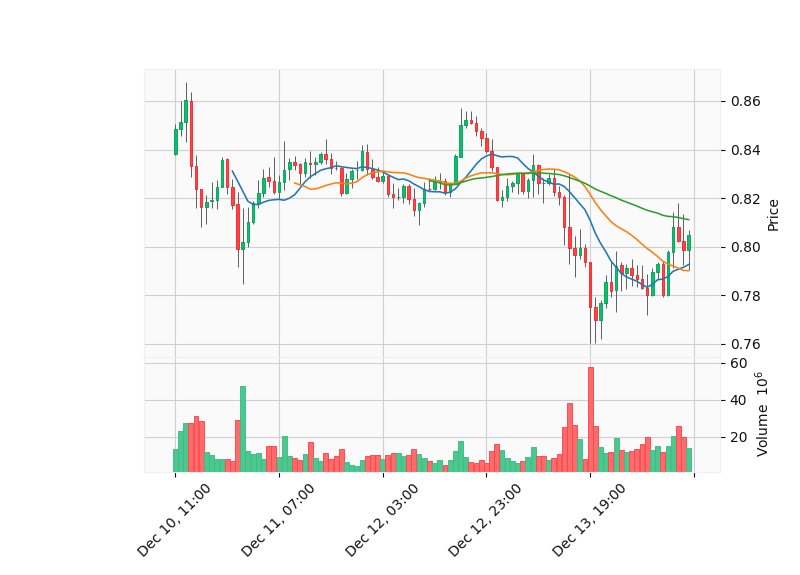 0.86
0.84
0.82
0.80
0.78
0.76
Price
60
40
20
Volume 10^6
Dec 10, 11:00
Dec 11, 07:00
Dec 12, 03:00
Dec 12, 23:00
Dec 13, 19:00